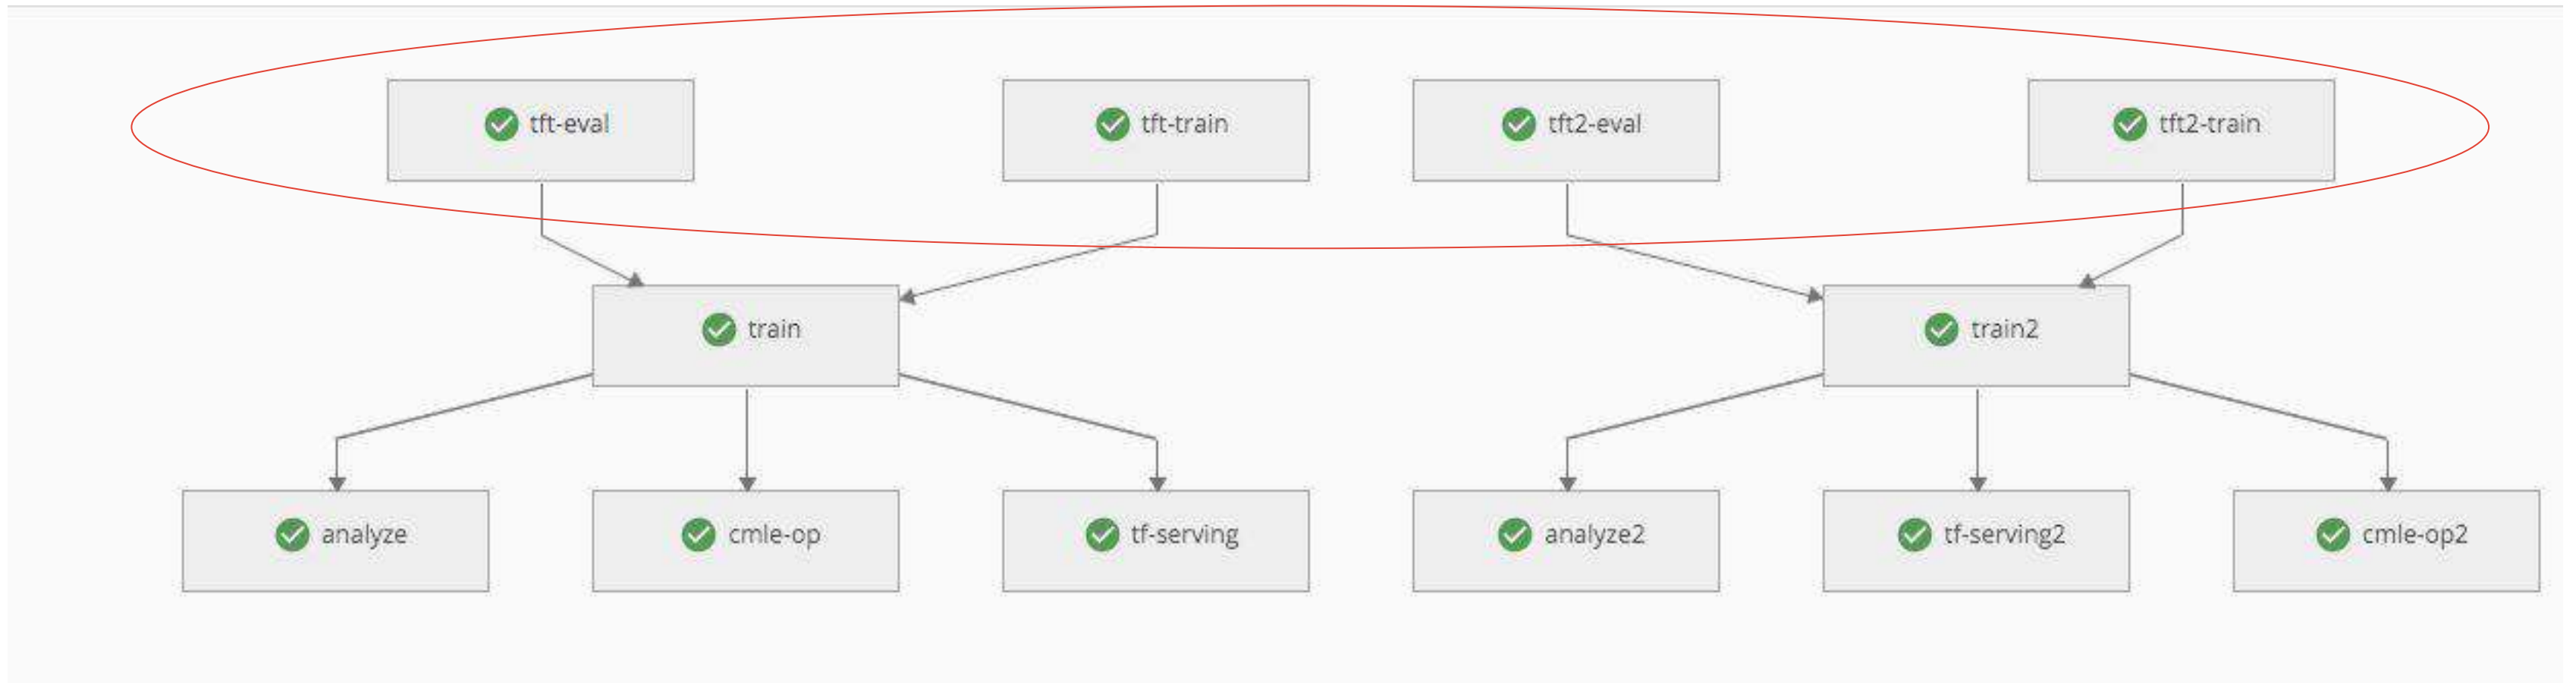 tft-eval
tft-train
tft2-eval
tft2-train
train
train2
analyze
cmle-op
tf-serving
analyze2
tf-serving2
cmle-op2